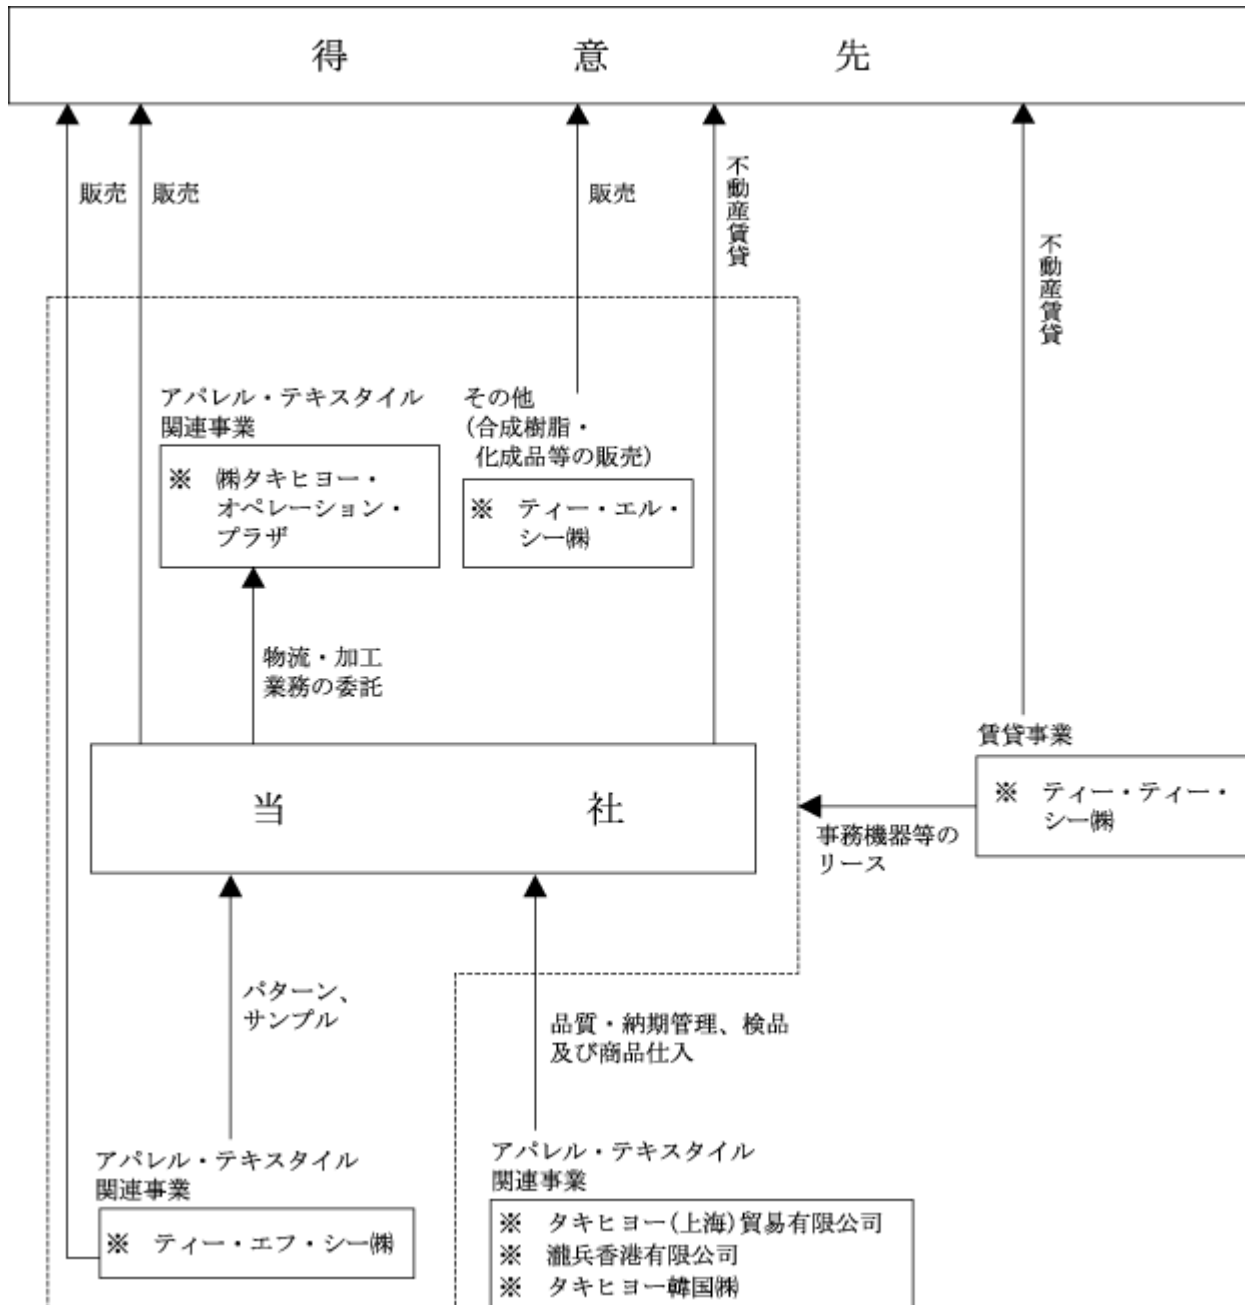 得意先
販売
販売
販売
不動産賃貸
不動産賃貸
アパレル・テキスタイル
関連事業
※ ㈱タキヒヨー・
オペレーション・
プラザ
その他
(合成樹脂・
化成品等の販売)
※ ティー・エル・
シー㈱
物流・加工
業務の委託
賃貸事業
※ ティー・ティー・
シー㈱
当社
事務機器等の
リース
パターン、
サンプル
品質・納期管理、検品
及び商品仕入
アパレル・テキスタイル
関連事業
※ ティー・エフ・シー㈱
アパレル・テキスタイル
関連事業
※ タキヒヨー(上海)貿易有限公司
※ 瀧兵香港有限公司
※ タキヒヨー韓国㈱